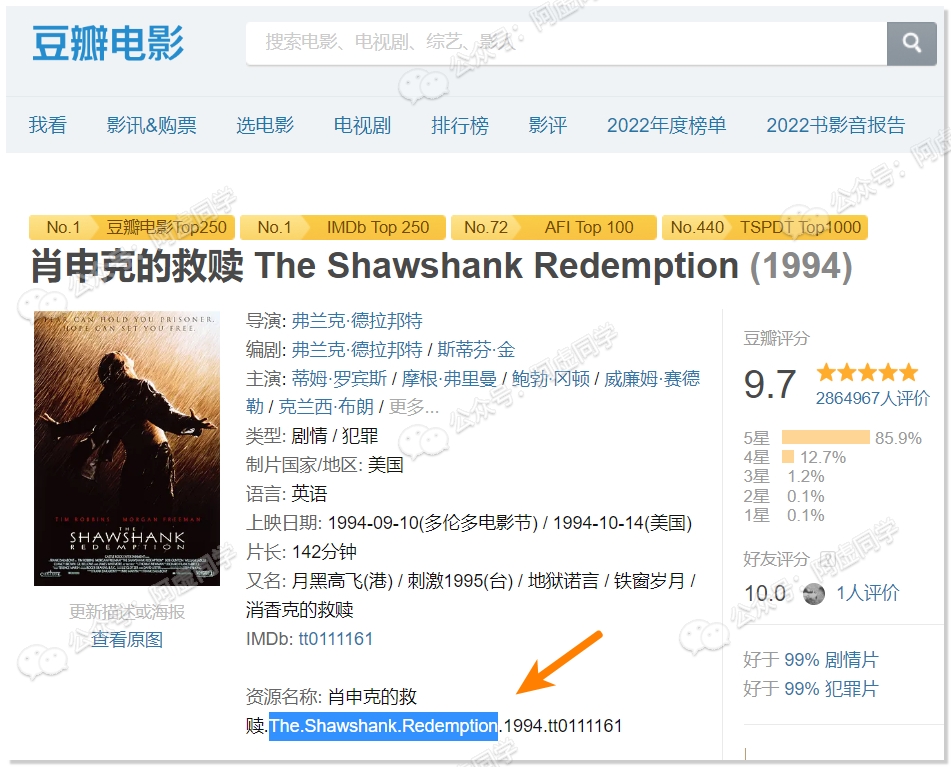 豆瓣电影
搜索电影、电视剧、综艺、影人
我看 影讯&购票 选电影 电视剧 排行榜 影评 2022年度榜单 2022书影音报告
No.1 豆瓣电影Top250 No.1 IMDb Top 250 No.72 AFI Top 100 No.440 TSPDT Top1000
肖申克的救赎 The Shawshank Redemption (1994)
FEAR CAN HOLD YOU PRISONER.
HOPE CAN SET YOU FREE.
TIM ROBBINS MORGAN FREEMAN
THE
SHAWSHANK
REDEMPTION
更新描述或海报
查看原图
导演: 弗兰克·德拉邦特
编剧: 弗兰克·德拉邦特 / 斯蒂芬·金
主演: 蒂姆·罗宾斯 / 摩根·弗里曼 / 鲍勃·冈顿 / 威廉姆·赛德
勒 / 克兰西·布朗 / 更多...
类型: 剧情 / 犯罪
制片国家/地区: 美国
语言: 英语
上映日期: 1994-09-10(多伦多电影节) / 1994-10-14(美国)
片长: 142分钟
又名: 月黑高飞(港) / 刺激1995(台) / 地狱诺言 / 铁窗岁月 /
消香克的救赎
IMDb: tt0111161
资源名称: 肖申克的救
赎.The.Shawshank.Redemption.1994.tt0111161
豆瓣评分
9.7
2864967人评价
5星 85.9%
4星 12.7%
3星 1.2%
2星 0.1%
1星 0.1%
好友评分
10.0 1人评价
好于 99% 剧情片
好于 99% 犯罪片
公众号：阿虚同学